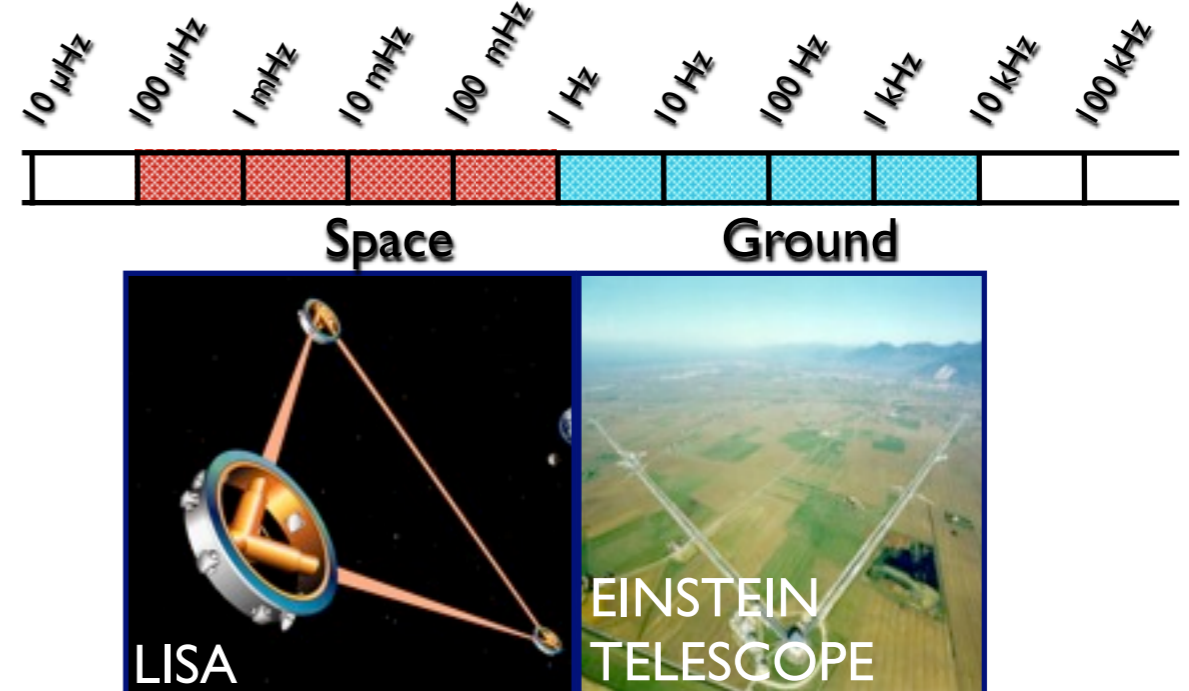 10 µHz
100 µHz
1 mHz
10 mHz
100 mHz
1 Hz
10 Hz
100 Hz
1 kHz
10 kHz
100 kHz
Space
Ground
LISA
EINSTEIN
TELESCOPE